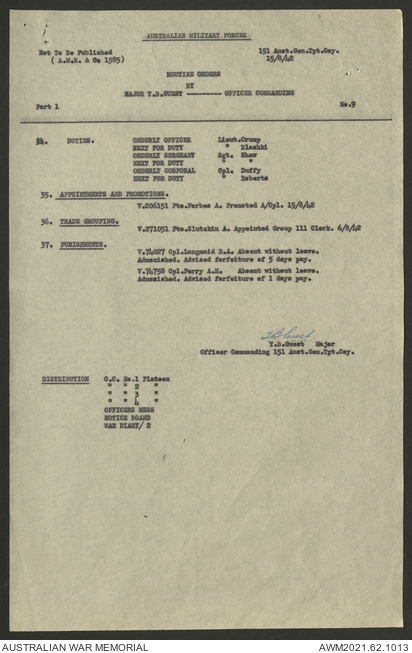 AUSTRALIAN MILITARY FORCES
Not To Be Published 151 Aust.Gen.Tpt.Coy.
( A.M.R. & Os 1585) 15/8/42
ROUTINE ORDERS
BY
MAJOR T.B.GUEST --------- OFFICER COMMANDING
Part 1 No.9
34. DUTIES. ORDERLY OFFICER Lieut.Crump
NEXT FOR DUTY " Blashki
ORDERLY SERGEANT Sgt. Shaw
NEXT FOR DUTY " "
ORDERLY CORPORAL Cpl. Duffy
NEXT FOR DUTY " Roberts
35. APPOINTMENTS AND PROMOTIONS.
V.206151 Pte.Forbes A. Promoted A/Cpl. 15/8/42
36. TRADE GROUPING.
V.271051 Pte.Slutzkin A. Appointed Group 111 Clerk. 6/8/42
37. PUNISHMENTS.
V.74027 Cpl.Langmaid R.A. Absent without leave.
Admonished. Advised forfeiture of 5 days pay.
V.74758 Cpl.Perry A.H. Absent without leave.
Admonished. Advised forfeiture of 1 days pay.
T.B.Guest
T.B.Guest Major
Officer Commanding 151 Aust.Gen.Tpt.Coy.
DISTRIBUTION O.C. No.1 Platoon
" " 2 "
" " 3 "
" " 4 "
OFFICERS MESS
NOTICE BOARD
WAR DIARY/ 2
AUSTRALIAN WAR MEMORIAL AWM2021.62.1013